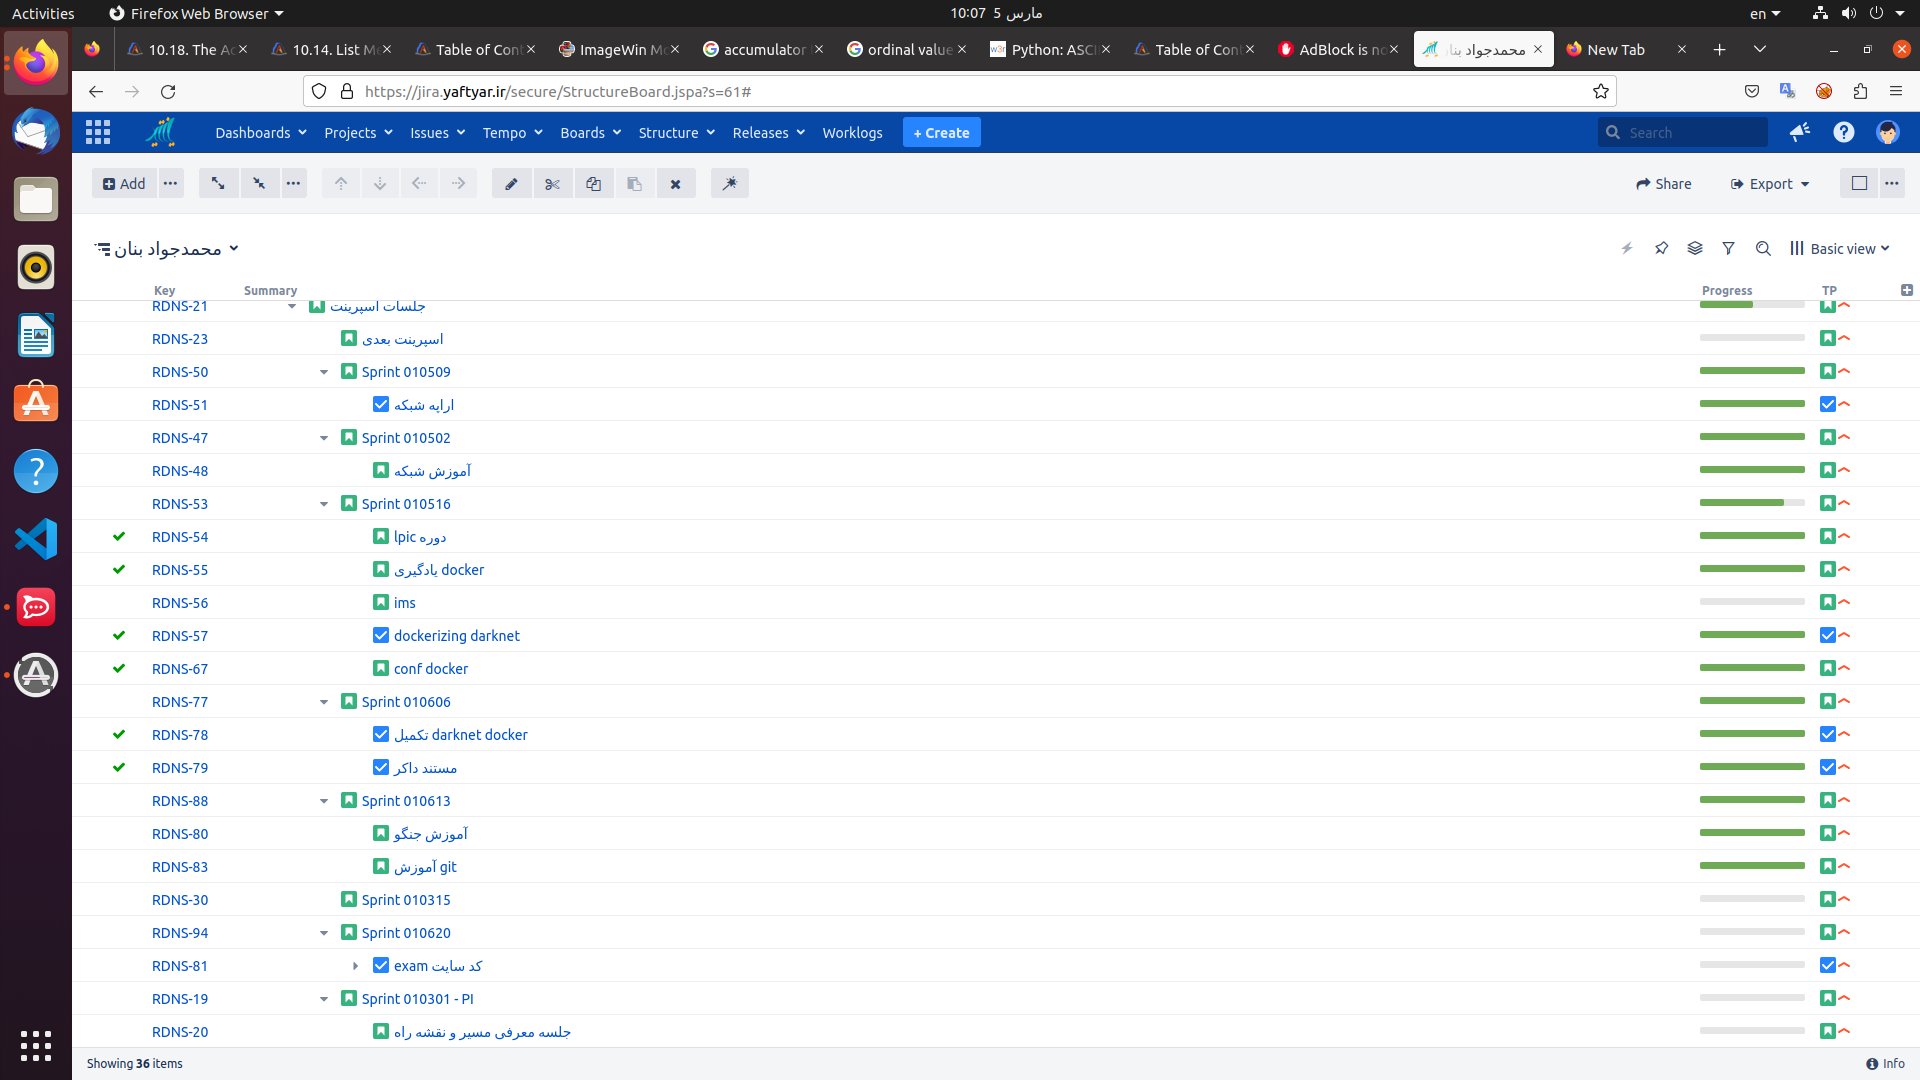 Activities
Firefox Web Browser
مارس 5 10:07
en
10.18. The Ac
10.14. List Me
Table of Cont
ImageWin Mo
accumulator
ordinal value
Python: ASCI
Table of Cont
AdBlock is no
محمدجواد بنان
New Tab
https://jira.yaftyar.ir/secure/StructureBoard.jspa?s=61#
Dashboards
Projects
Issues
Tempo
Boards
Structure
Releases
Worklogs
+ Create
Search
Add
Share
Export
محمدجواد بنان
Basic view
Key Summary Progress TP
RDNS-21 جلسات اسپرینت
RDNS-23 اسپرینت بعدی
RDNS-50 Sprint 010509
RDNS-51 ارایه شبکه
RDNS-47 Sprint 010502
RDNS-48 آموزش شبکه
RDNS-53 Sprint 010516
RDNS-54 دوره lpic
RDNS-55 یادگیری docker
RDNS-56 ims
RDNS-57 dockerizing darknet
RDNS-67 conf docker
RDNS-77 Sprint 010606
RDNS-78 تکمیل darknet docker
RDNS-79 مستند داکر
RDNS-88 Sprint 010613
RDNS-80 آموزش جنگو
RDNS-83 آموزش git
RDNS-30 Sprint 010315
RDNS-94 Sprint 010620
RDNS-81 کد سایت exam
RDNS-19 Sprint 010301 - PI
RDNS-20 جلسه معرفی مسیر و نقشه راه
Showing 36 items
Info